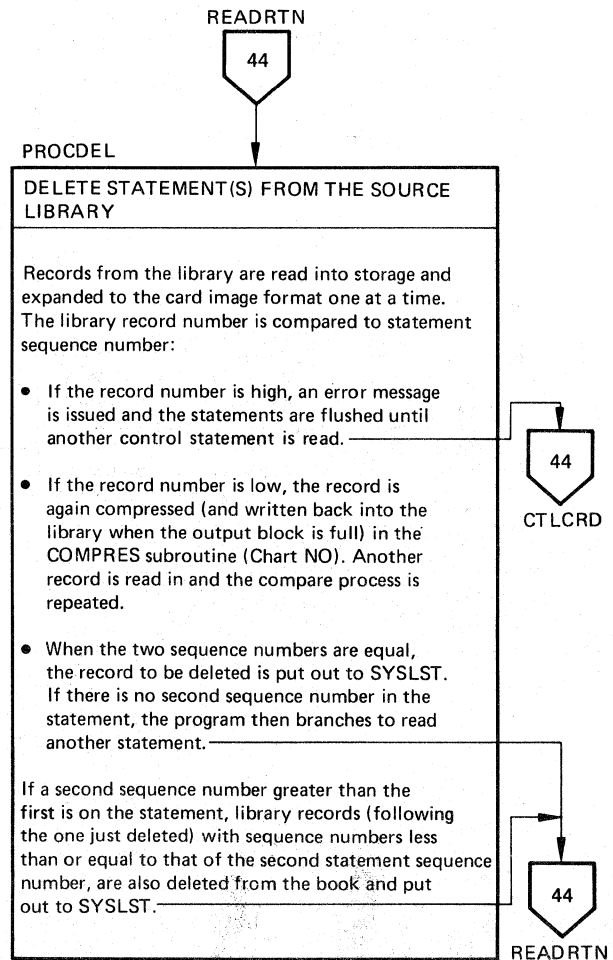 READRTN
44
PROCDEL
DELETE STATEMENT(S) FROM THE SOURCE
LIBRARY
Records from the library are read into storage and
expanded to the card image format one at a time.
The library record number is compared to statement
sequence number:
• If the record number is high, an error message
is issued and the statements are flushed until
another control statement is read.
44
CTLCRD
• If the record number is low, the record is
again compressed (and written back into the
library when the output block is full) in the
COMPRES subroutine (Chart NO). Another
record is read in and the compare process is
repeated.
• When the two sequence numbers are equal,
the record to be deleted is put out to SYSLST.
If there is no second sequence number in the
statement, the program then branches to read
another statement.
If a second sequence number greater than the
first is on the statement, library records (following
the one just deleted) with sequence numbers less
than or equal to that of the second statement sequence
number, are also deleted from the book and put
out to SYSLST.
44
READRTN